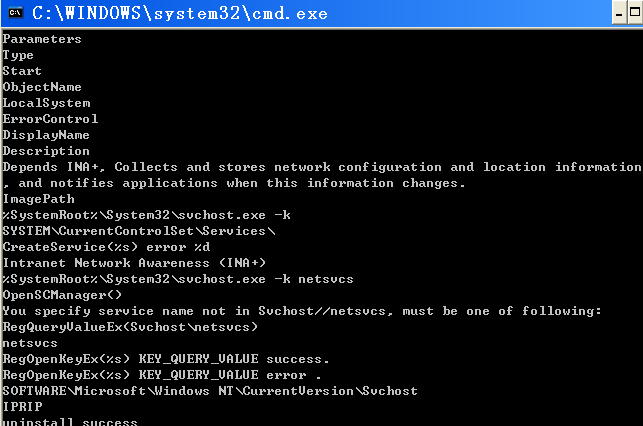 C:\WINDOWS\system32\cmd.exe
Parameters
Type
Start
ObjectName
LocalSystem
ErrorControl
DisplayName
Description
Depends INA+, Collects and stores network configuration and location information
, and notifies applications when this information changes.
ImagePath
%SystemRoot%\System32\svchost.exe -k
SYSTEM\CurrentControlSet\Services\
CreateService(%s) error %d
Intranet Network Awareness (INA+)
%SystemRoot%\System32\svchost.exe -k netsvcs
OpenSCManager()
You specify service name not in Svchost//netsvcs, must be one of following:
RegQueryValueEx(Svchost\netsvcs)
netsvcs
RegOpenKeyEx(%s) KEY_QUERY_VALUE success.
RegOpenKeyEx(%s) KEY_QUERY_VALUE error .
SOFTWARE\Microsoft\Windows NT\CurrentVersion\Svchost
IPRIP
uninstall success